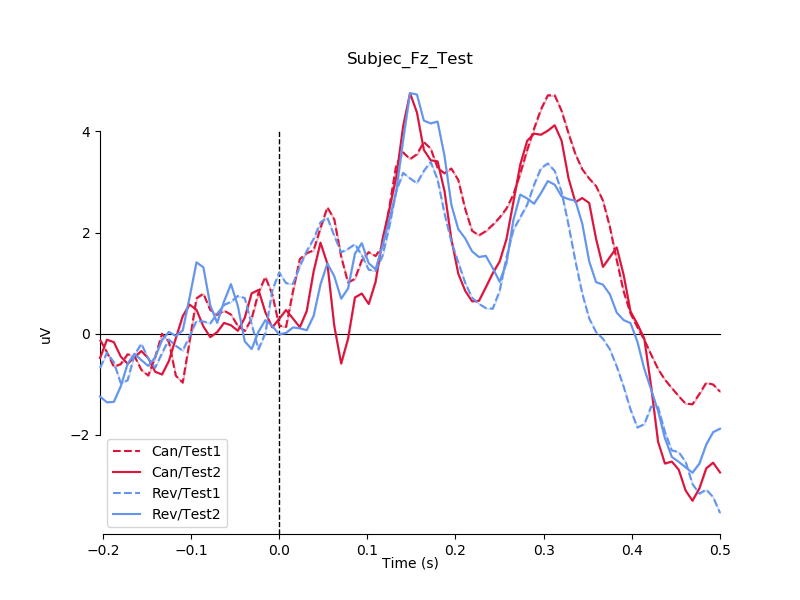 Subjec_Fz_Test
4
2
0
−2
uV
Can/Test1
Can/Test2
Rev/Test1
Rev/Test2
−0.2 −0.1 0.0 0.1 0.2 0.3 0.4 0.5
Time (s)